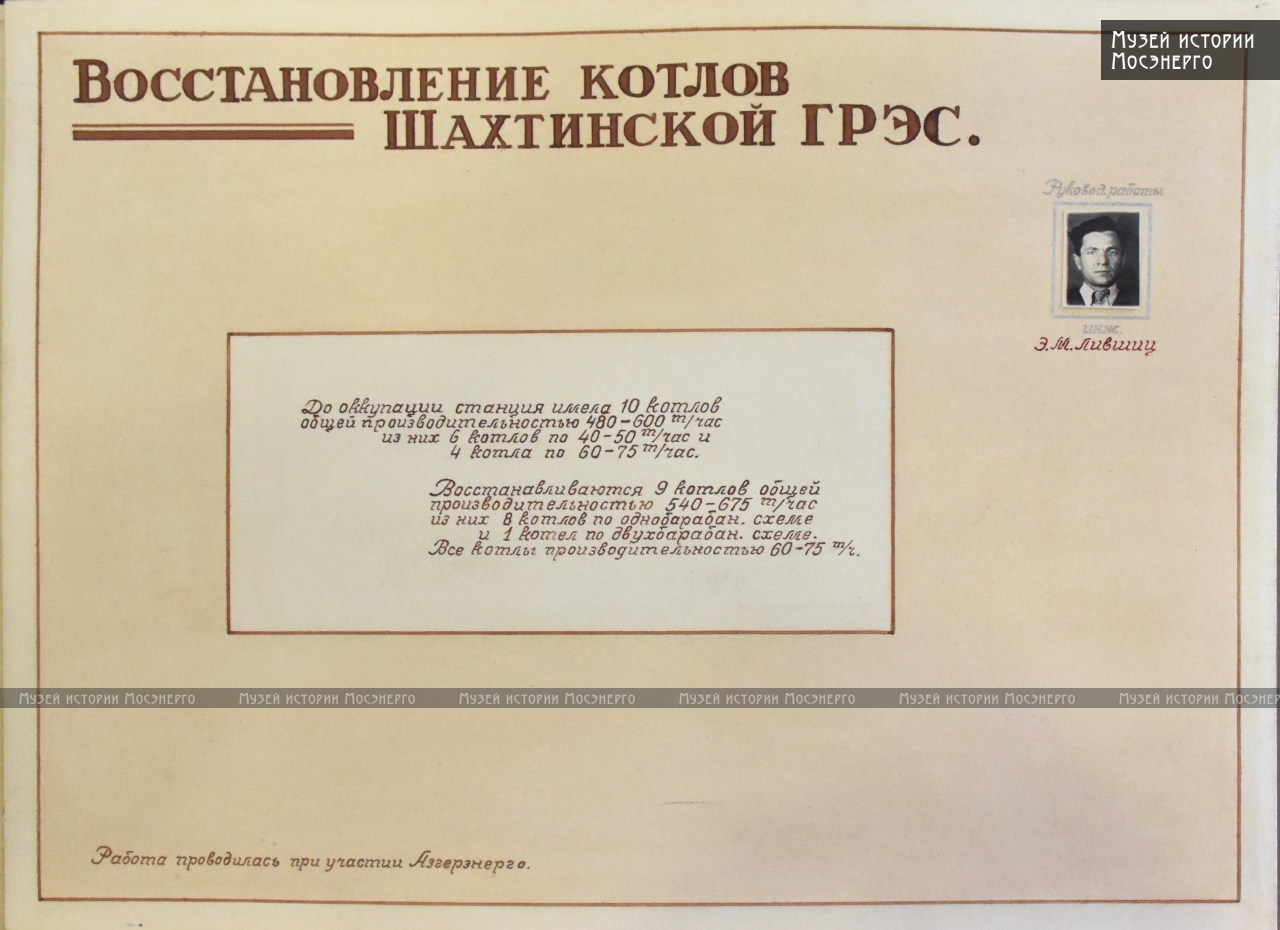 Музей истории
Мосэнерго
Восстановление котлов
Шахтинской ГРЭС.
Руковод. работы
инж.
Э.М.Лившиц
До оккупации станция имела 10 котлов
общей производительностью 480-600 т/час
из них 6 котлов по 40-50 т/час и
4 котла по 60-75 т/час.
Восстанавливаются 9 котлов общей
производительностью 540-675 т/час
из них 8 котлов по однобарабан. схеме
и 1 котел по двухбарабан. схеме.
Все котлы производительностью 60-75 т/ч.
Музей истории Мосэнерго Музей истории Мосэнерго Музей истории Мосэнерго Музей истории Мосэнерго Музей истории Мосэнерго Музей истории Мосэнерго
Работа проводилась при участии Азгерэнерго.